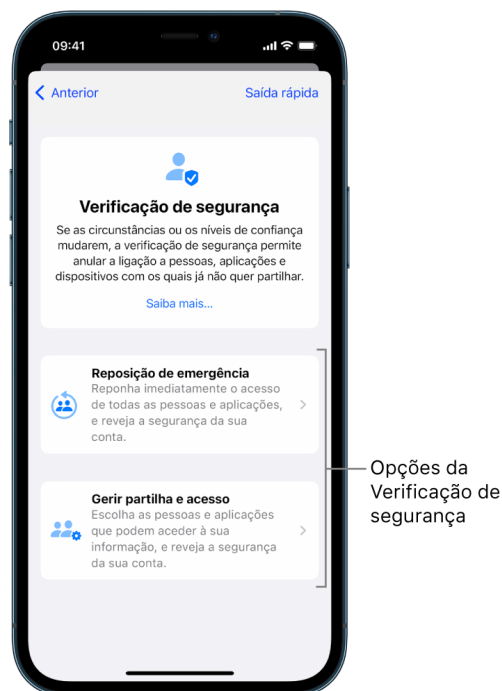 09:41
Anterior
Saída rápida
Verificação de segurança
Se as circunstâncias ou os níveis de confiança
mudarem, a verificação de segurança permite
anular a ligação a pessoas, aplicações e
dispositivos com os quais já não quer partilhar.
Saiba mais...
Reposição de emergência
Reponha imediatamente o acesso
de todas as pessoas e aplicações,
e reveja a segurança da sua
conta.
Gerir partilha e acesso
Escolha as pessoas e aplicações
que podem aceder à sua
informação, e reveja a segurança
da sua conta.
Opções da
Verificação de
segurança